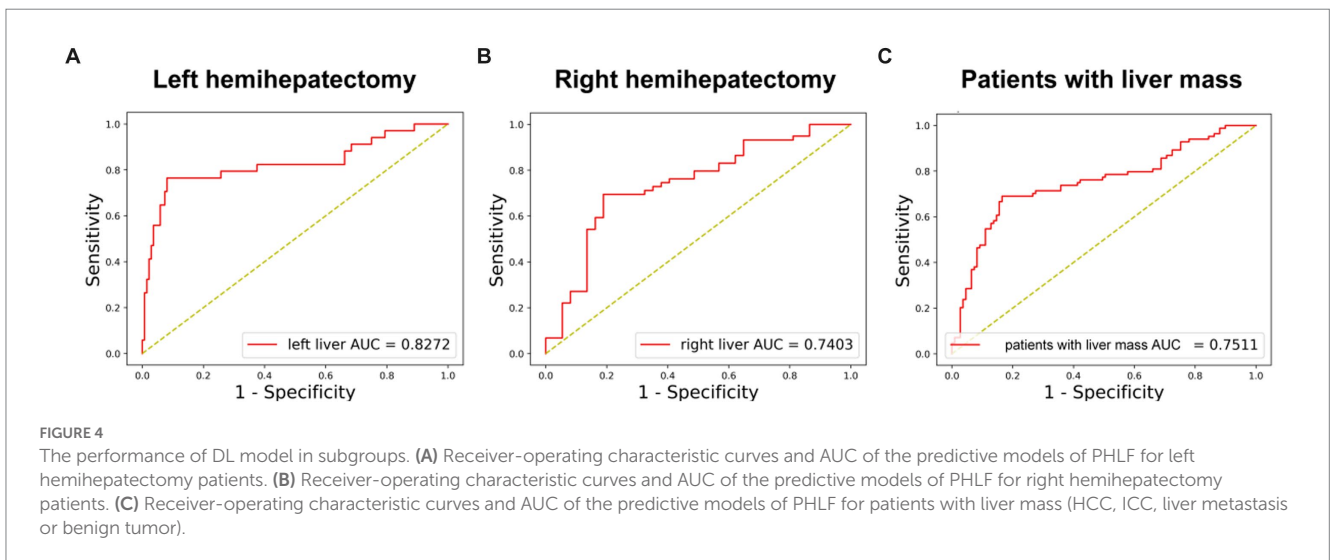 A
Left hemihepatectomy
1.0
0.8
0.6
0.4
0.2
0.0
Sensitivity
left liver AUC = 0.8272
0.0 0.2 0.4 0.6 0.8 1.0
1 - Specificity
B
Right hemihepatectomy
1.0
0.8
0.6
0.4
0.2
0.0
Sensitivity
right liver AUC = 0.7403
0.0 0.2 0.4 0.6 0.8 1.0
1 - Specificity
C
Patients with liver mass
1.0
0.8
0.6
0.4
0.2
0.0
Sensitivity
patients with liver mass AUC = 0.7511
0.0 0.2 0.4 0.6 0.8 1.0
1 - Specificity
FIGURE 4
The performance of DL model in subgroups. (A) Receiver-operating characteristic curves and AUC of the predictive models of PHLF for left
hemihepatectomy patients. (B) Receiver-operating characteristic curves and AUC of the predictive models of PHLF for right hemihepatectomy
patients. (C) Receiver-operating characteristic curves and AUC of the predictive models of PHLF for patients with liver mass (HCC, ICC, liver metastasis
or benign tumor).